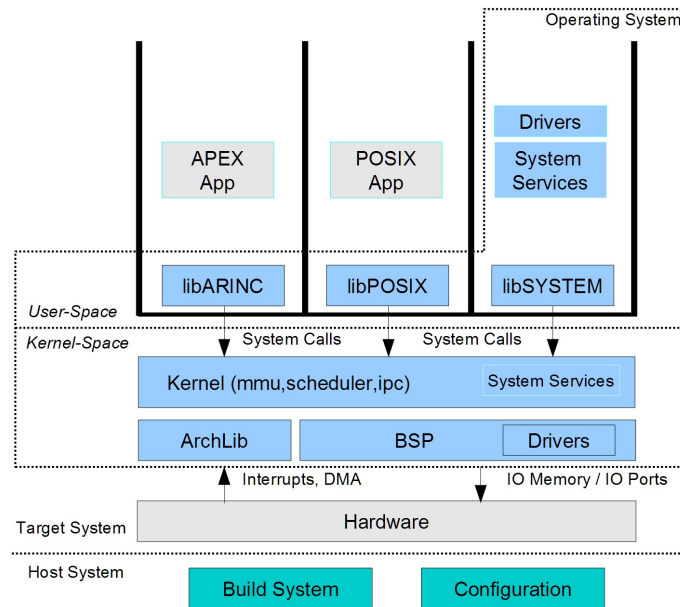 Operating System
Drivers
APEX
App
POSIX
App
System
Services
libARINC
libPOSIX
libSYSTEM
User-Space
Kernel-Space
System Calls
System Calls
Kernel (mmu,scheduler,ipc)
System Services
ArchLib
BSP
Drivers
Interrupts, DMA
IO Memory / IO Ports
Target System
Hardware
Host System
Build System
Configuration